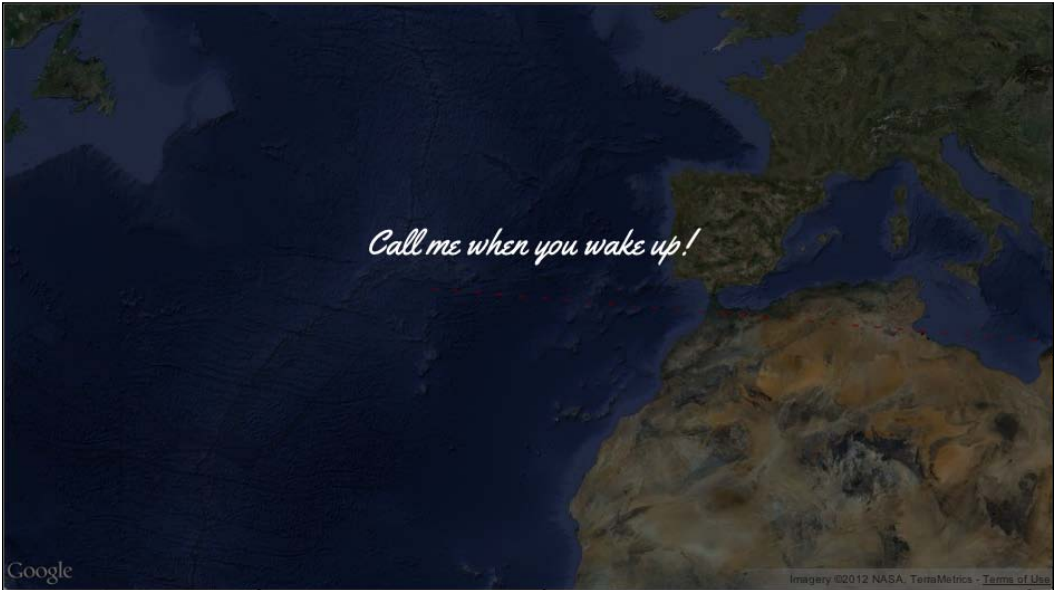 Call me when you wake up!
Google
Imagery ©2012 NASA, TerraMetrics - Terms of Use